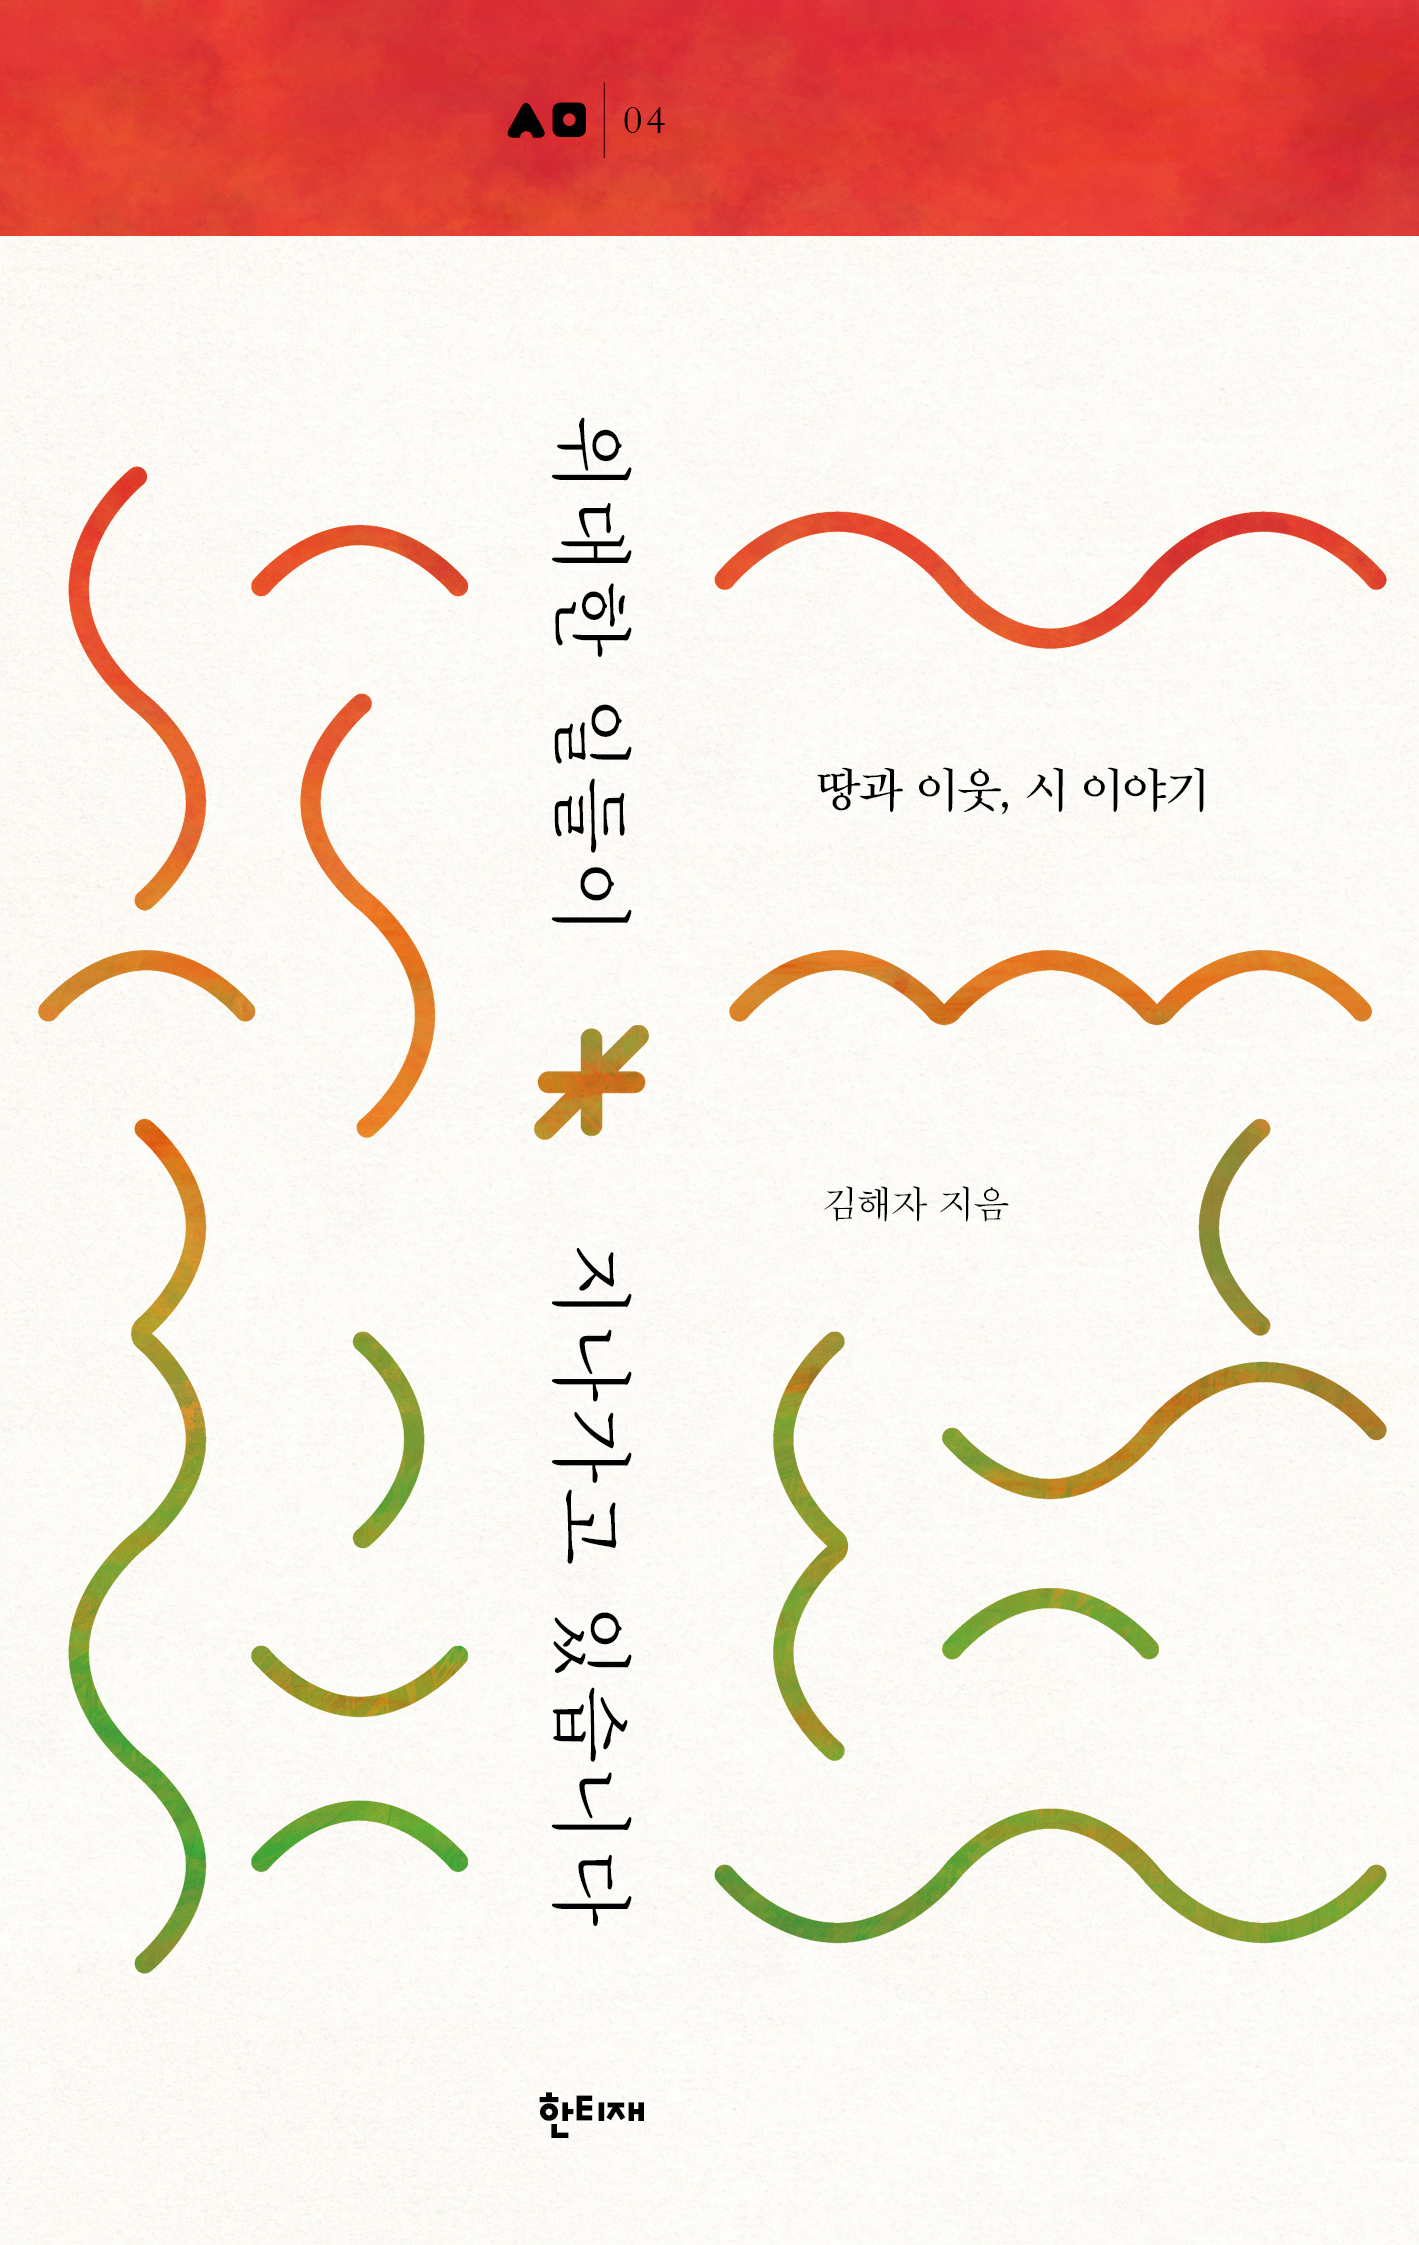 04
위대한 일들이
지나가고 있습니다
땅과 이웃, 시 이야기
김해자 지음
한티재